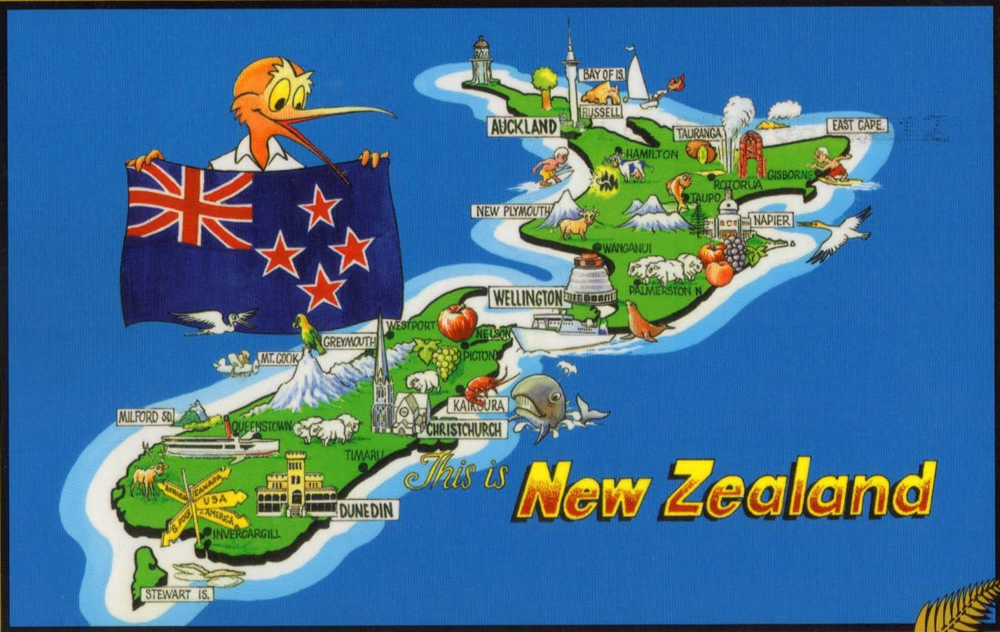 BAY OF IS.
RUSSELL
AUCKLAND
TAURANGA
EAST CAPE.
HAMILTON
GISBORNE
ROTORUA
TAUPO
NEW PLYMOUTH
NAPIER
WANGANUI
PALMERSTON N
WELLINGTON
WESTPORT
NELSON
GREYMOUTH
PICTON
MT. COOK
KAIKOURA
MILFORD SD.
QUEENSTOWN
CHRISTCHURCH
TIMARU
AFRICA
CANADA
USA
S. AMERICA
S. POLE
DUNEDIN
INVERCARGILL
STEWART IS.
This is
New Zealand